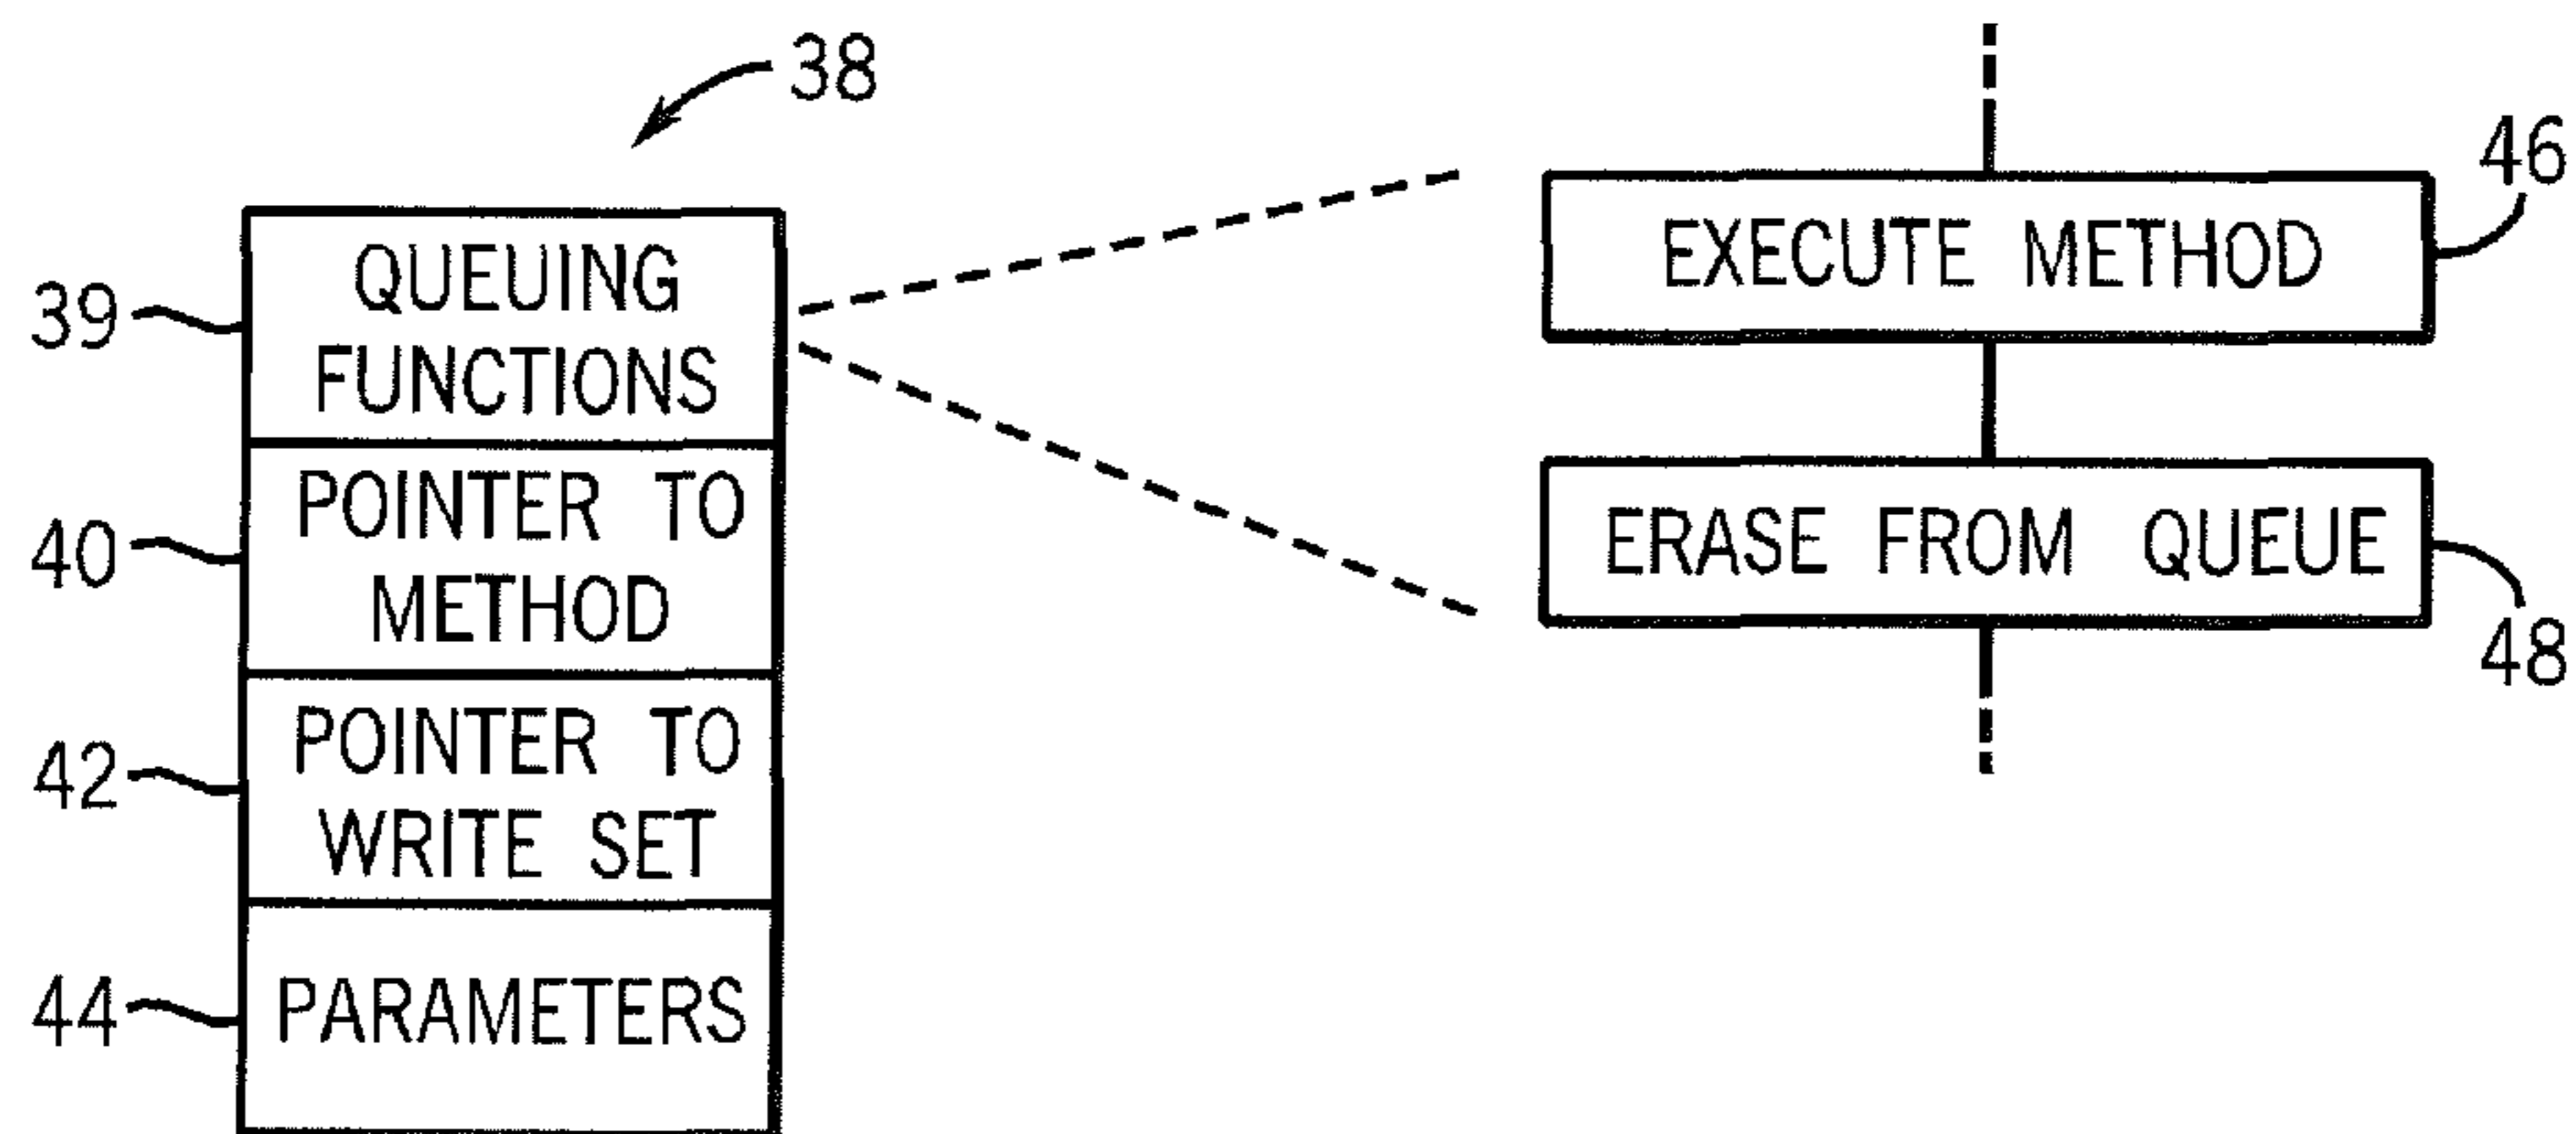 38
39
QUEUING
FUNCTIONS
40
POINTER TO
METHOD
42
POINTER TO
WRITE SET
44
PARAMETERS
46
EXECUTE METHOD
ERASE FROM QUEUE
48